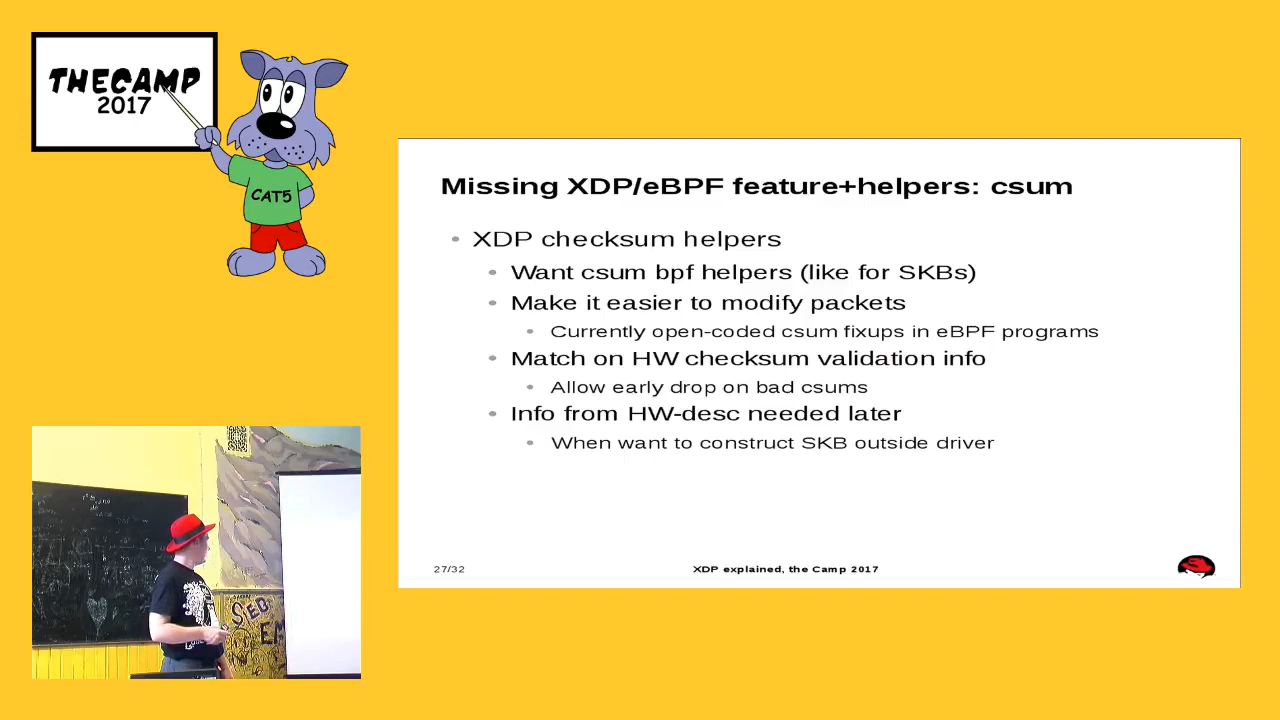 THECAMP
2017
CAT5
Missing XDP/eBPF feature+helpers: csum
XDP checksum helpers
Want csum bpf helpers (like for SKBs)
Make it easier to modify packets
Currently open-coded csum fixups in eBPF programs
Match on HW checksum validation info
Allow early drop on bad csums
Info from HW-desc needed later
When want to construct SKB outside driver
27/32
XDP explained, the Camp 2017
SEG
EM